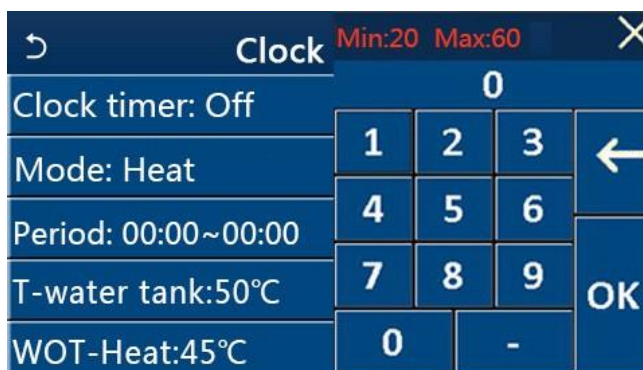 Clock
Clock timer: Off
Mode: Heat
Period: 00:00~00:00
T-water tank:50℃
WOT-Heat:45℃
Min:20 Max:60
0
1 2 3
4 5 6
7 8 9
OK
0 -